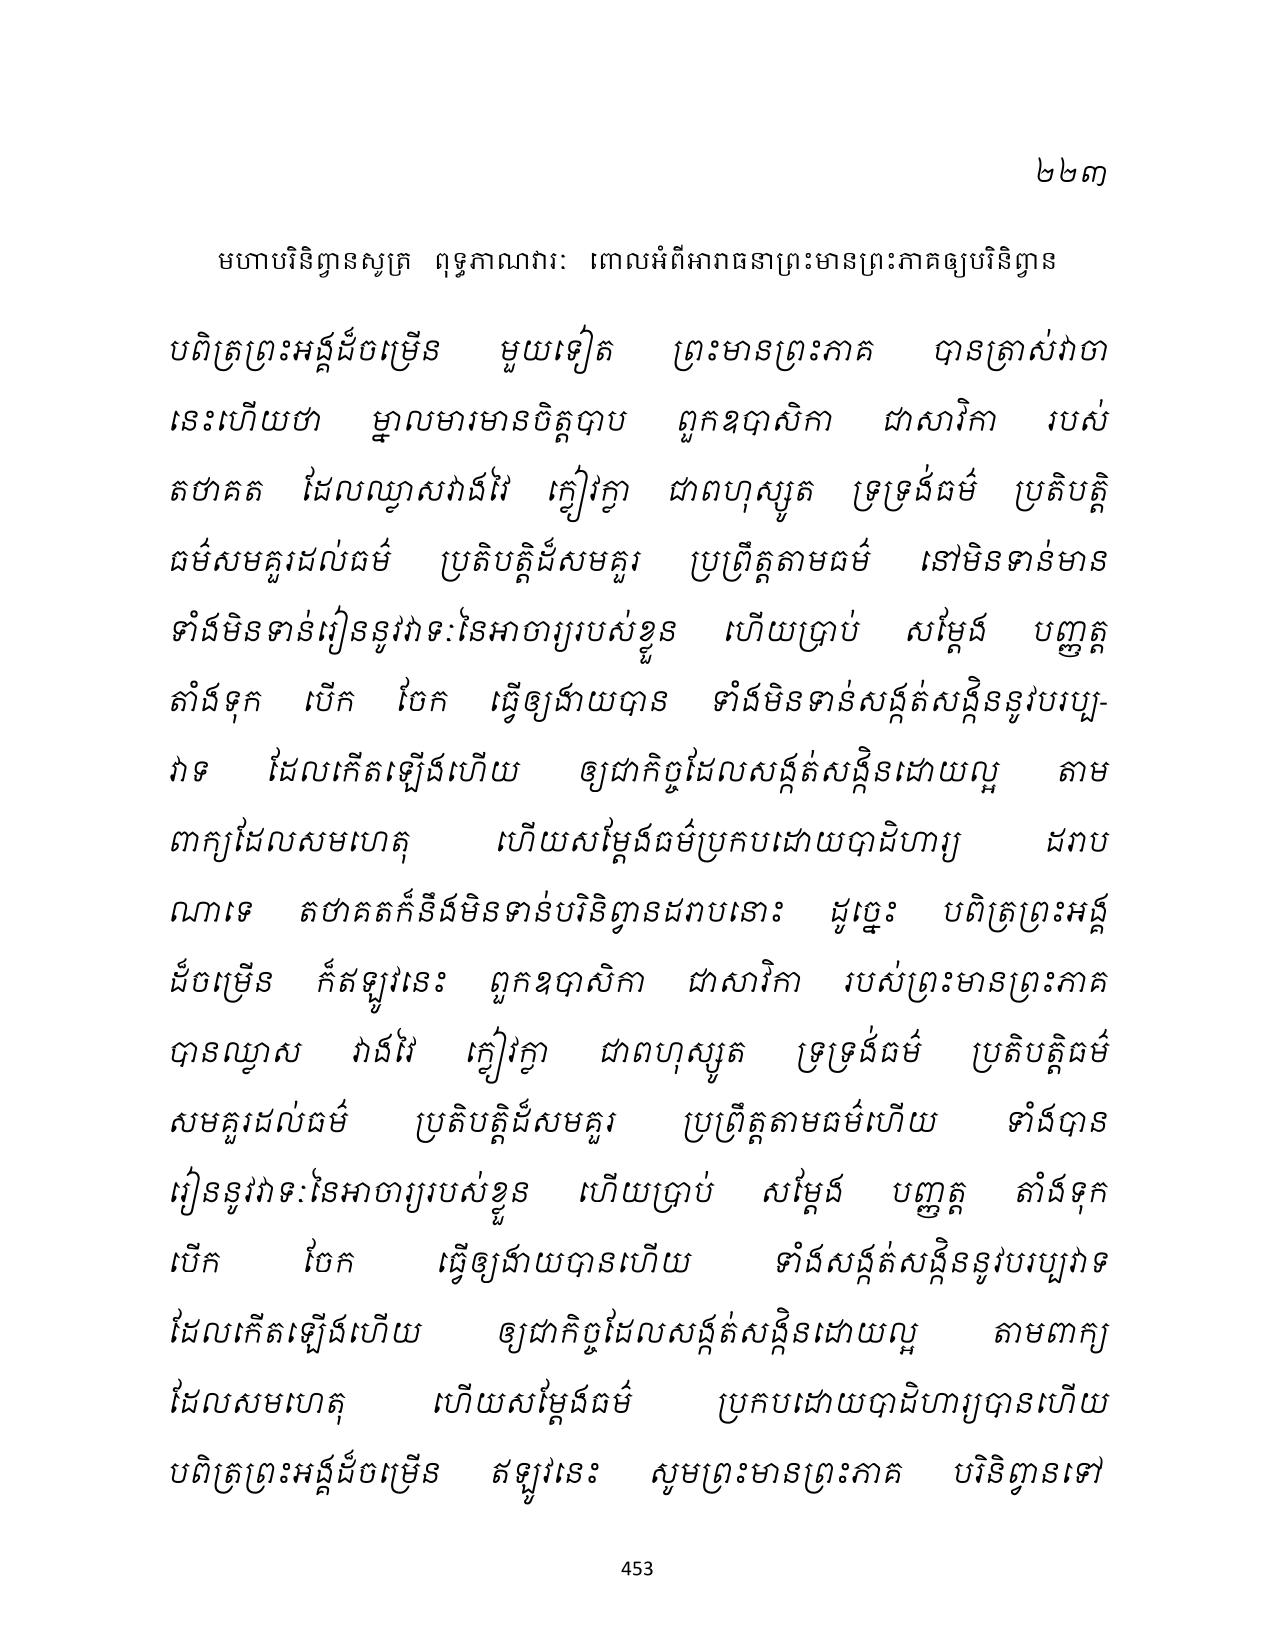 ២២៣
មហាបរិនិព្វានសូត្រ ពុទ្ធភាណវារៈ ពោលអំពីអារាធនាព្រះមានព្រះភាគឲ្យបរិនិព្វាន
បពិត្រព្រះអង្គដ៏ចម្រើន មួយទៀត ព្រះមានព្រះភាគ បានត្រាស់វាចា
នេះហើយថា ម្នាលមារមានចិត្តបាប ពួកឧបាសិកា ជាសាវិកា របស់
តថាគត ដែលឈ្លាសវាងវៃ ក្លៀវក្លា ជាពហុស្សូត ទ្រទ្រង់ធម៌ ប្រតិបត្តិ
ធម៌សមគួរដល់ធម៌ ប្រតិបត្តិដ៏សមគួរ ប្រព្រឹត្តតាមធម៌ នៅមិនទាន់មាន
ទាំងមិនទាន់រៀននូវវាទៈនៃអាចារ្យរបស់ខ្លួន ហើយប្រាប់ សម្តែង បញ្ញត្ត
តាំងទុក បើក ចែក ធ្វើឲ្យងាយបាន ទាំងមិនទាន់សង្កត់សង្កិននូវបរប្ប-
វាទ ដែលកើតឡើងហើយ ឲ្យជាកិច្ចដែលសង្កត់សង្កិនដោយល្អ តាម
ពាក្យដែលសមហេតុ ហើយសម្តែងធម៌ប្រកបដោយបាដិហារ្យ ដរាប
ណាទេ តថាគតក៏នឹងមិនទាន់បរិនិព្វានដរាបនោះ ដូច្នេះ បពិត្រព្រះអង្គ
ដ៏ចម្រើន ក៏ឥឡូវនេះ ពួកឧបាសិកា ជាសាវិកា របស់ព្រះមានព្រះភាគ
បានឈ្លាស វាងវៃ ក្លៀវក្លា ជាពហុស្សូត ទ្រទ្រង់ធម៌ ប្រតិបត្តិធម៌
សមគួរដល់ធម៌ ប្រតិបត្តិដ៏សមគួរ ប្រព្រឹត្តតាមធម៌ហើយ ទាំងបាន
រៀននូវវាទៈនៃអាចារ្យរបស់ខ្លួន ហើយប្រាប់ សម្តែង បញ្ញត្ត តាំងទុក
បើក ចែក ធ្វើឲ្យងាយបានហើយ ទាំងសង្កត់សង្កិននូវបរប្បវាទ
ដែលកើតឡើងហើយ ឲ្យជាកិច្ចដែលសង្កត់សង្កិនដោយល្អ តាមពាក្យ
ដែលសមហេតុ ហើយសម្តែងធម៌ ប្រកបដោយបាដិហារ្យបានហើយ
បពិត្រព្រះអង្គដ៏ចម្រើន ឥឡូវនេះ សូមព្រះមានព្រះភាគ បរិនិព្វានទៅ
453